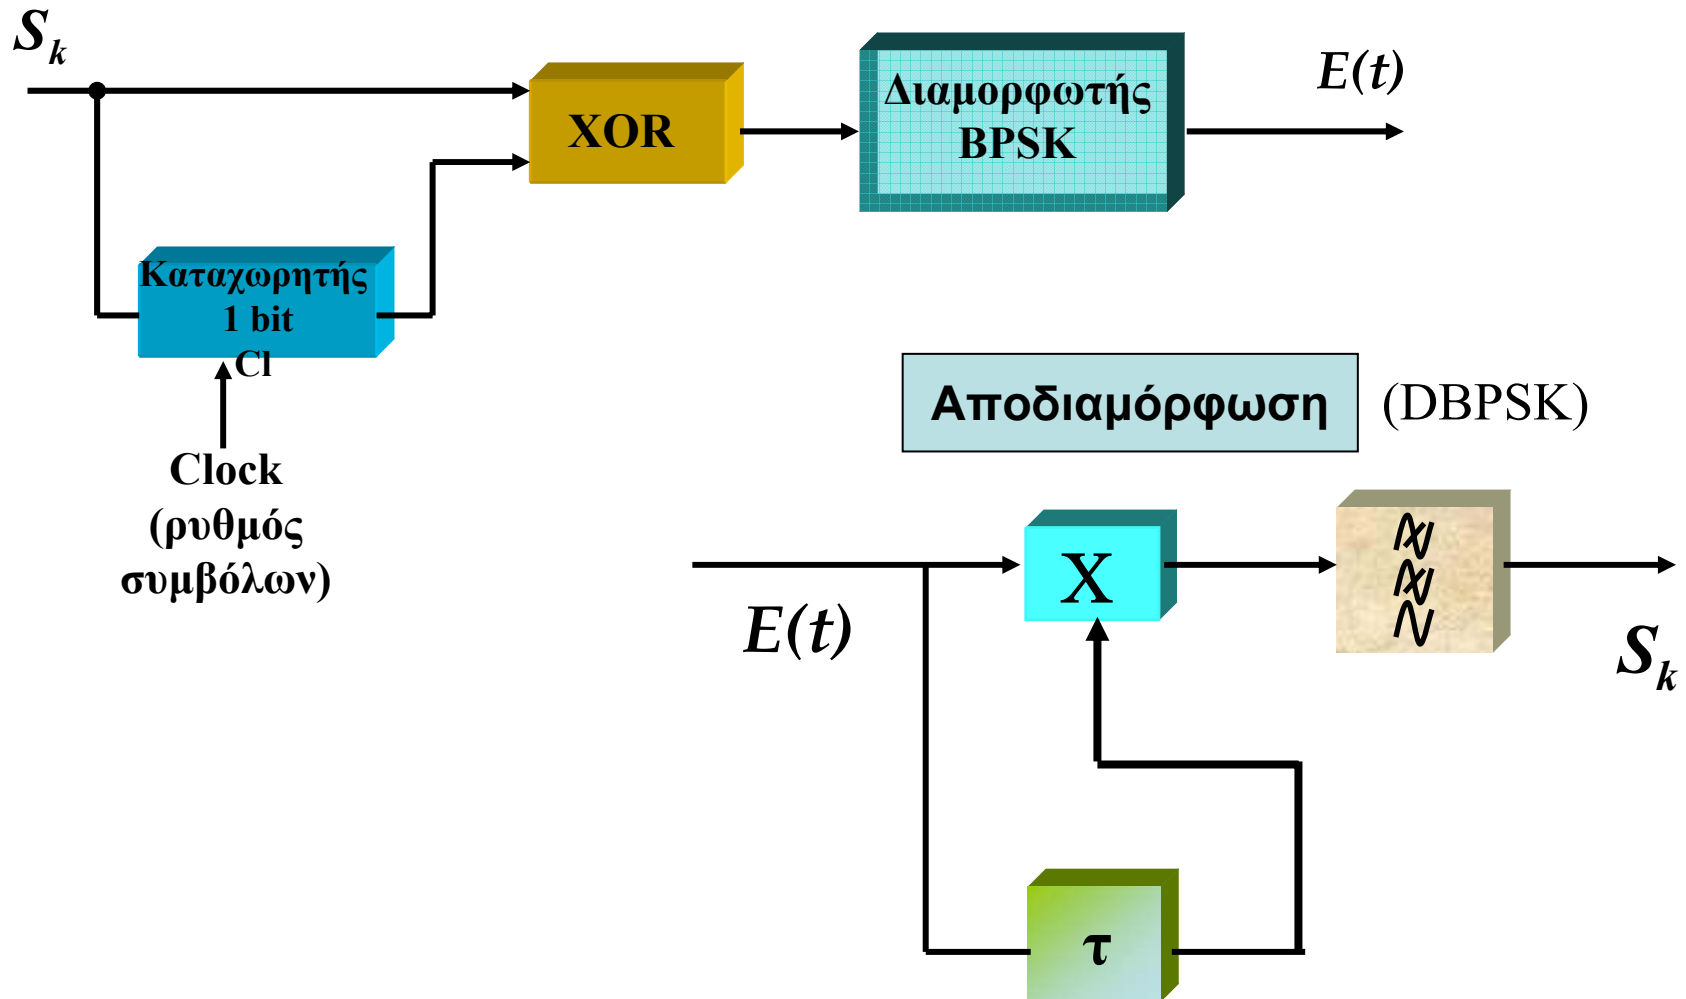 S_k
XOR
Διαμορφωτής
BPSK
E(t)
Καταχωρητής
1 bit
Cl
Clock
(ρυθμός
συμβόλων)
Αποδιαμόρφωση (DBPSK)
E(t)
X
S_k
τ